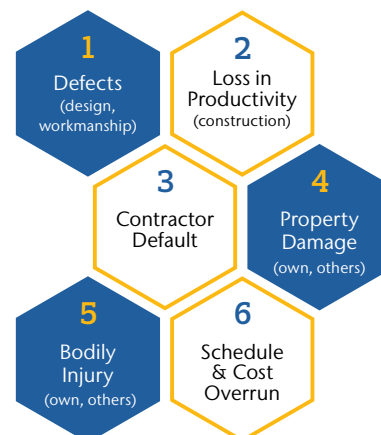 1
Defects
(design,
workmanship)
2
Loss in
Productivity
(construction)
3
Contractor
Default
4
Property
Damage
(own, others)
5
Bodily
Injury
(own, others)
6
Schedule
& Cost
Overrun